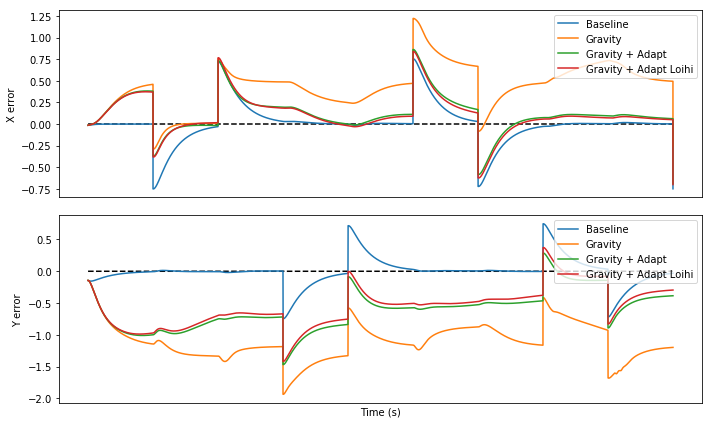 1.25
1.00
0.75
0.50
0.25
0.00
−0.25
−0.50
−0.75
X error
Baseline
Gravity
Gravity + Adapt
Gravity + Adapt Loihi
0.5
0.0
−0.5
−1.0
−1.5
−2.0
Y error
Baseline
Gravity
Gravity + Adapt
Gravity + Adapt Loihi
Time (s)